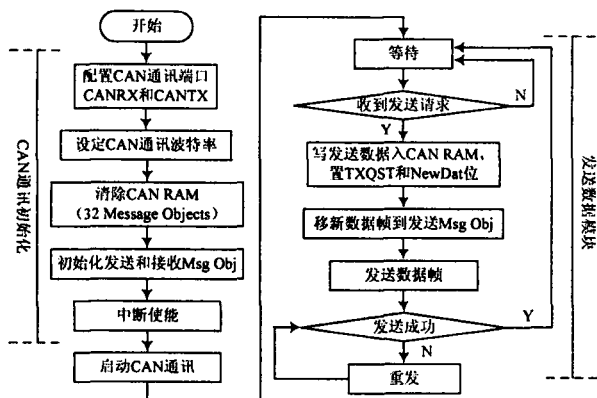 开始
配置CAN通讯端口
CANRX和CANTX
设定CAN通讯波特率
清除CAN RAM
（32 Message Objects）
初始化发送和接收Msg Obj
中断使能
启动CAN通讯
CAN通讯初始化
等待
收到发送请求
N
Y
写发送数据入CAN RAM、
置TXQST和NewDat位
移新数据帧到发送Msg Obj
发送数据帧
发送成功
Y
N
重发
发送数据模块